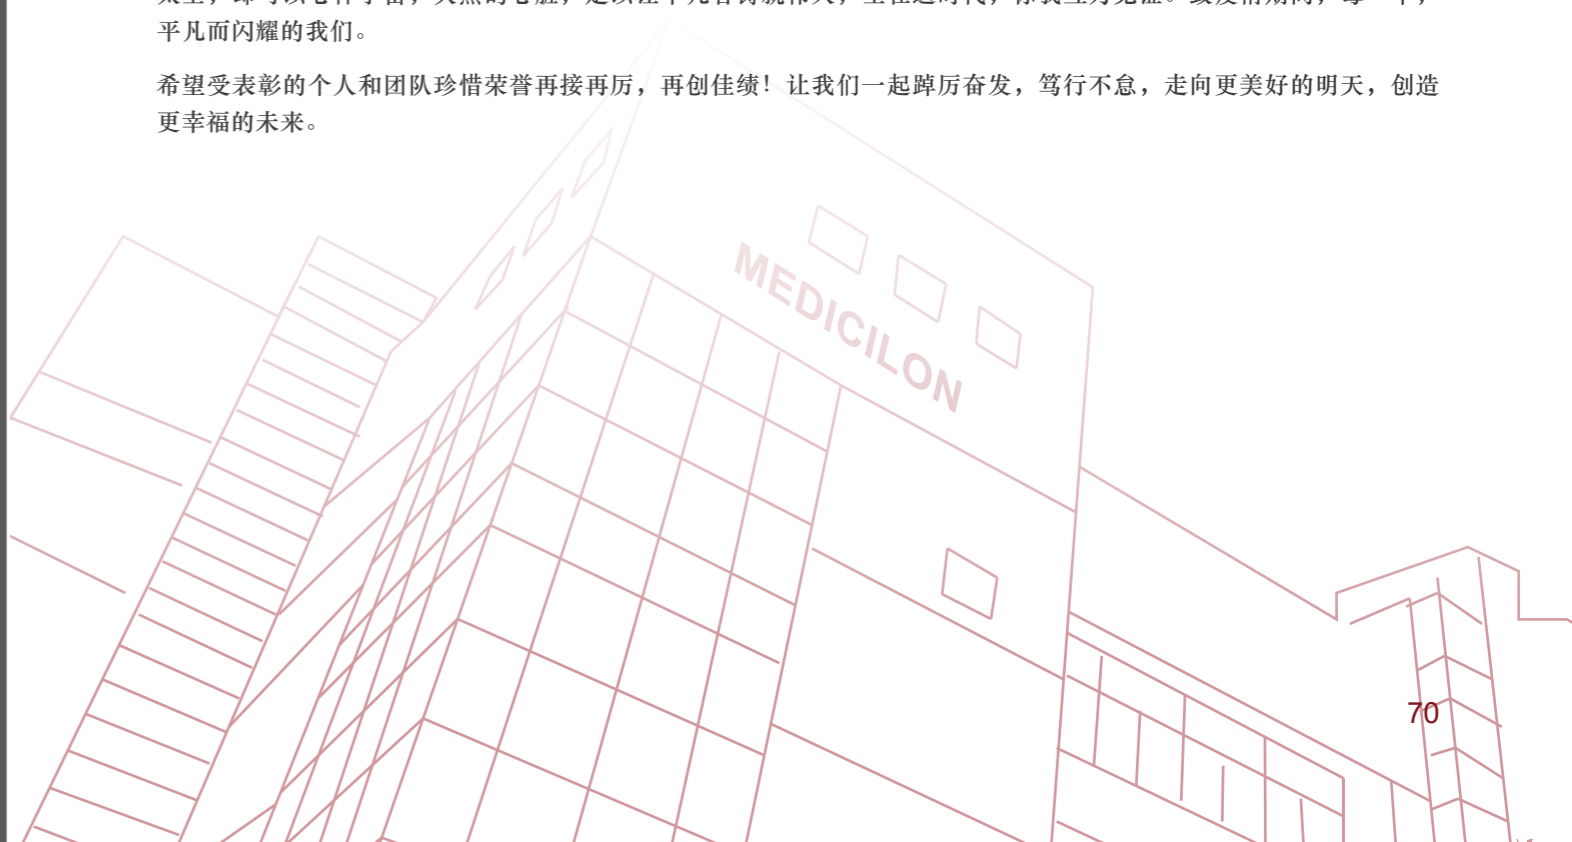 平凡而闪耀的我们。
希望受表彰的个人和团队珍惜荣誉再接再厉，再创佳绩！让我们一起踔厉奋发，笃行不怠，走向更美好的明天，创造
更幸福的未来。
MEDICILON
70